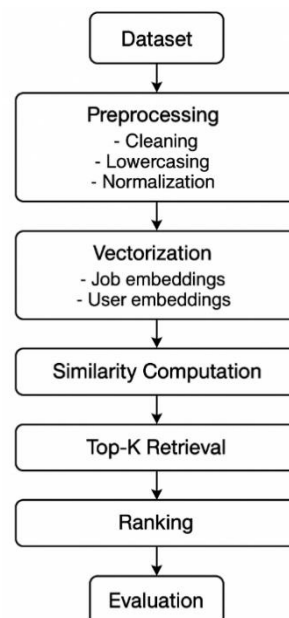 Dataset
Preprocessing
- Cleaning
- Lowercasing
- Normalization
Vectorization
- Job embeddings
- User embeddings
Similarity Computation
Top-K Retrieval
Ranking
Evaluation